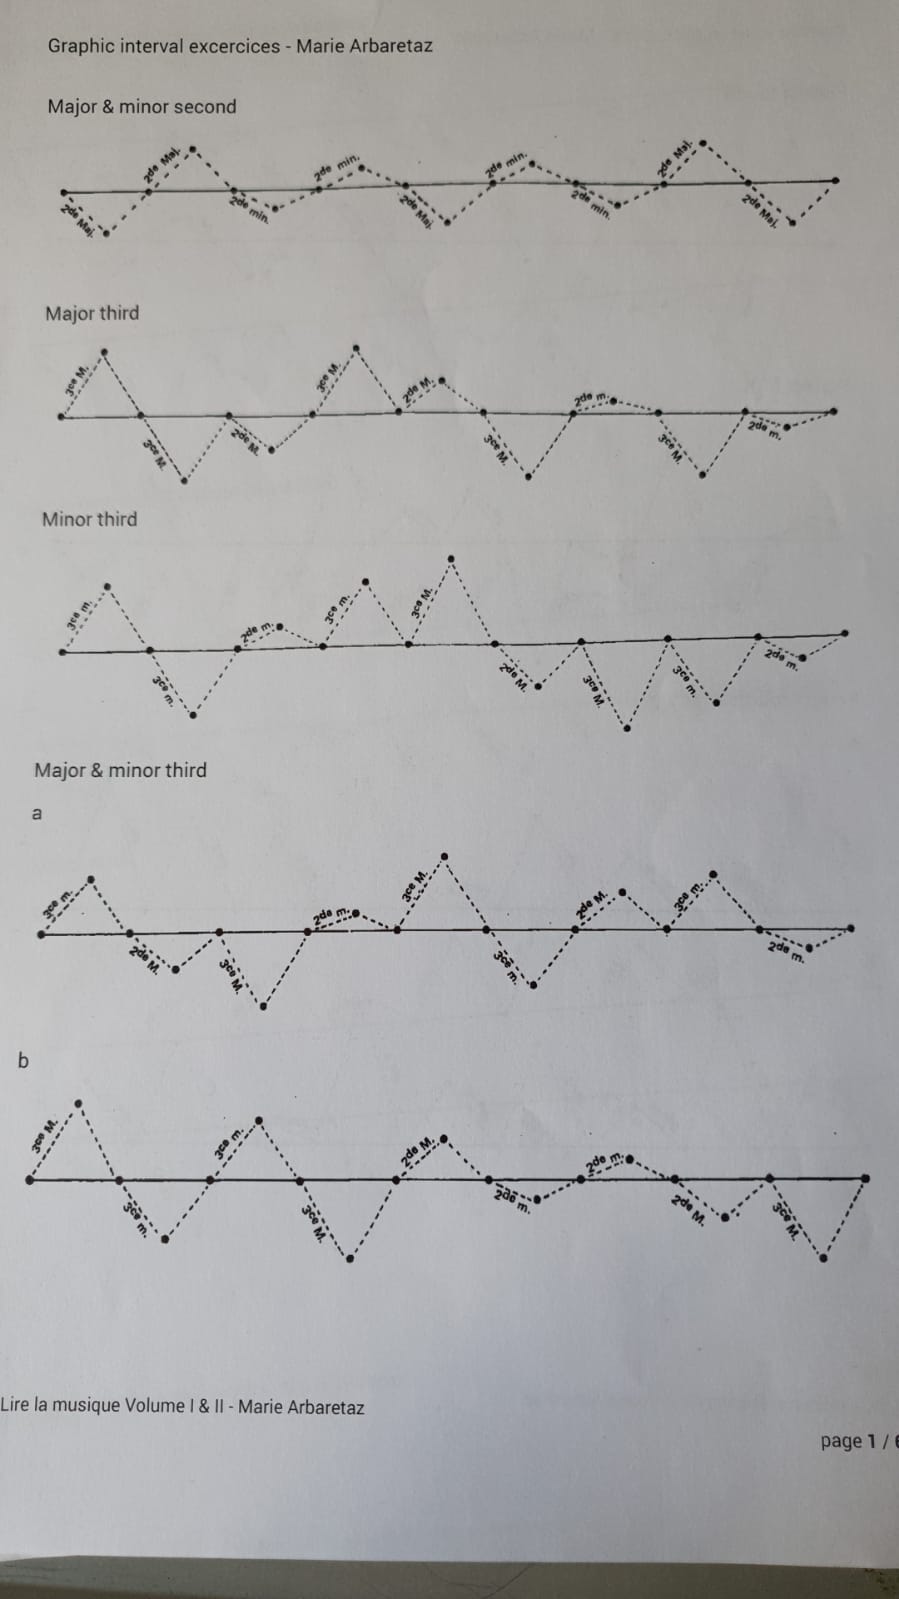 Graphic interval excercices - Marie Arbaretaz
Major & minor second
2de Maj. 2de Maj. 2de min. 2de min. 2de Maj. 2de min. 2de min. 2de Maj. 2de Maj.
Major third
3ce M. 3ce M. 2de M. 3ce M. 2de M. 3ce M. 2de m. 3ce M. 2de m.
Minor third
3ce m. 3ce m. 2de m. 3ce m. 3ce M. 2de M. 3ce M. 3ce m. 2de m.
Major & minor third
a
3ce m. 2de M. 3ce M. 2de m. 3ce M. 3ce m. 2de M. 3ce m. 2de m.
b
3ce M. 3ce m. 3ce m. 3ce M. 2de M. 2de m. 2de m. 2de M. 3ce M.
Lire la musique Volume I & II - Marie Arbaretaz
page 1 / 6